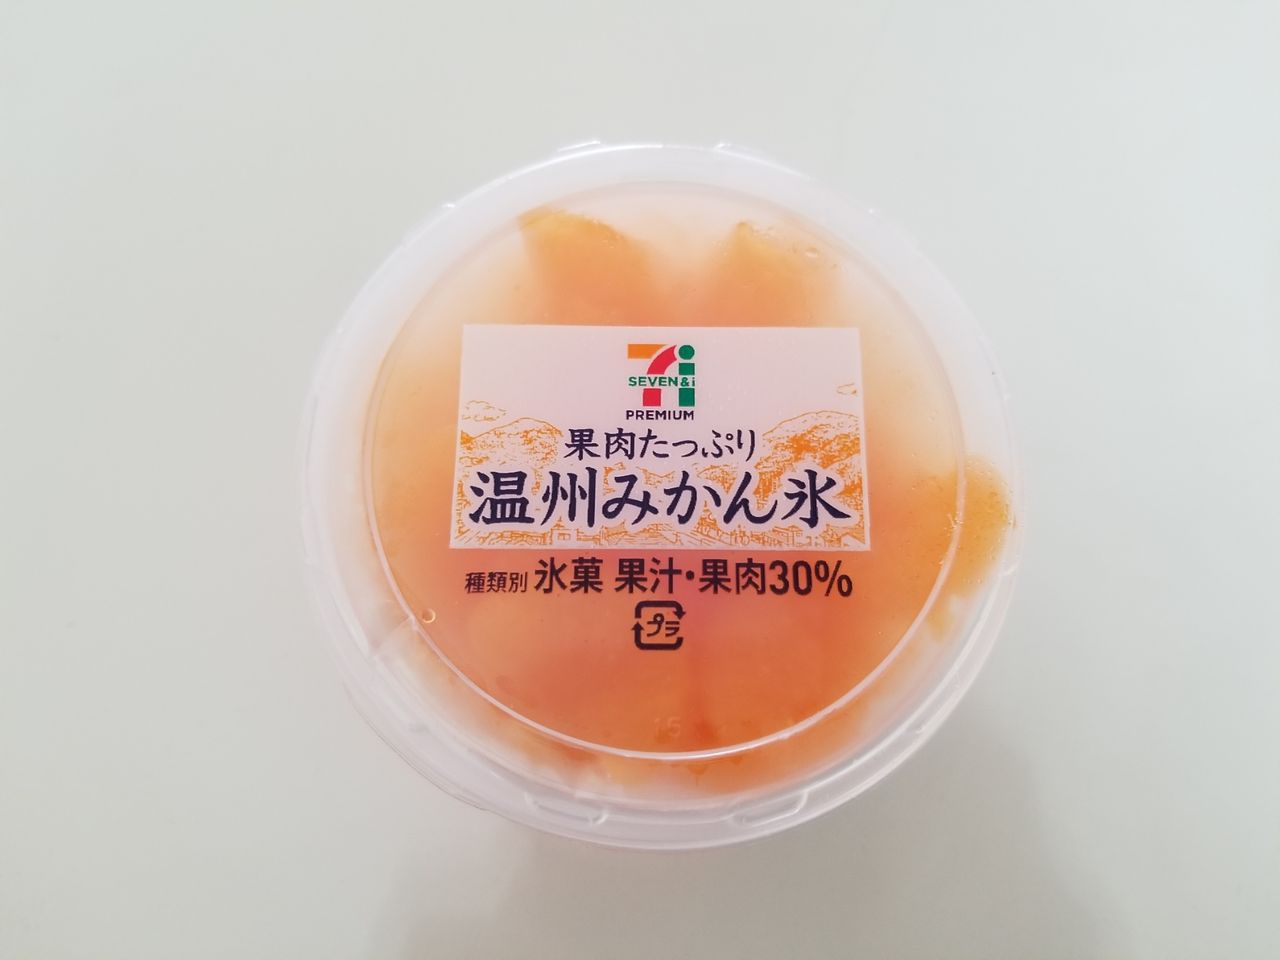 SEVEN&i
PREMIUM
果肉たっぷり
温州みかん氷
種類別 氷菓 果汁・果肉30%
プラ
15